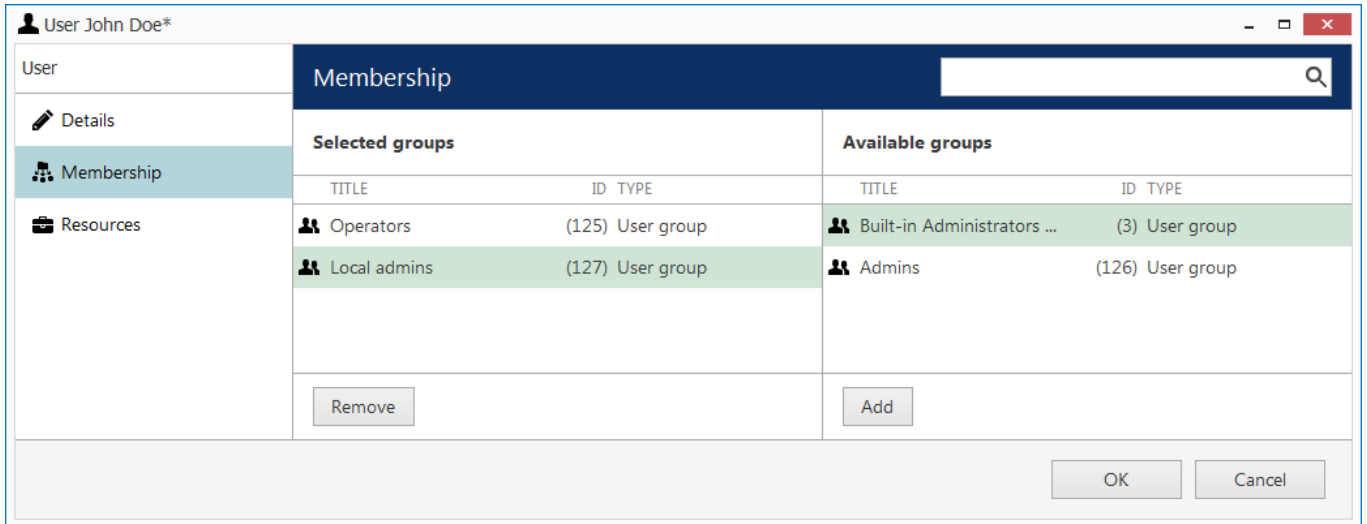 User John Doe*
User
Details
Membership
Resources
Membership
Selected groups
TITLE ID TYPE
Operators (125) User group
Local admins (127) User group
Remove
Available groups
TITLE ID TYPE
Built-in Administrators ... (3) User group
Admins (126) User group
Add
OK Cancel